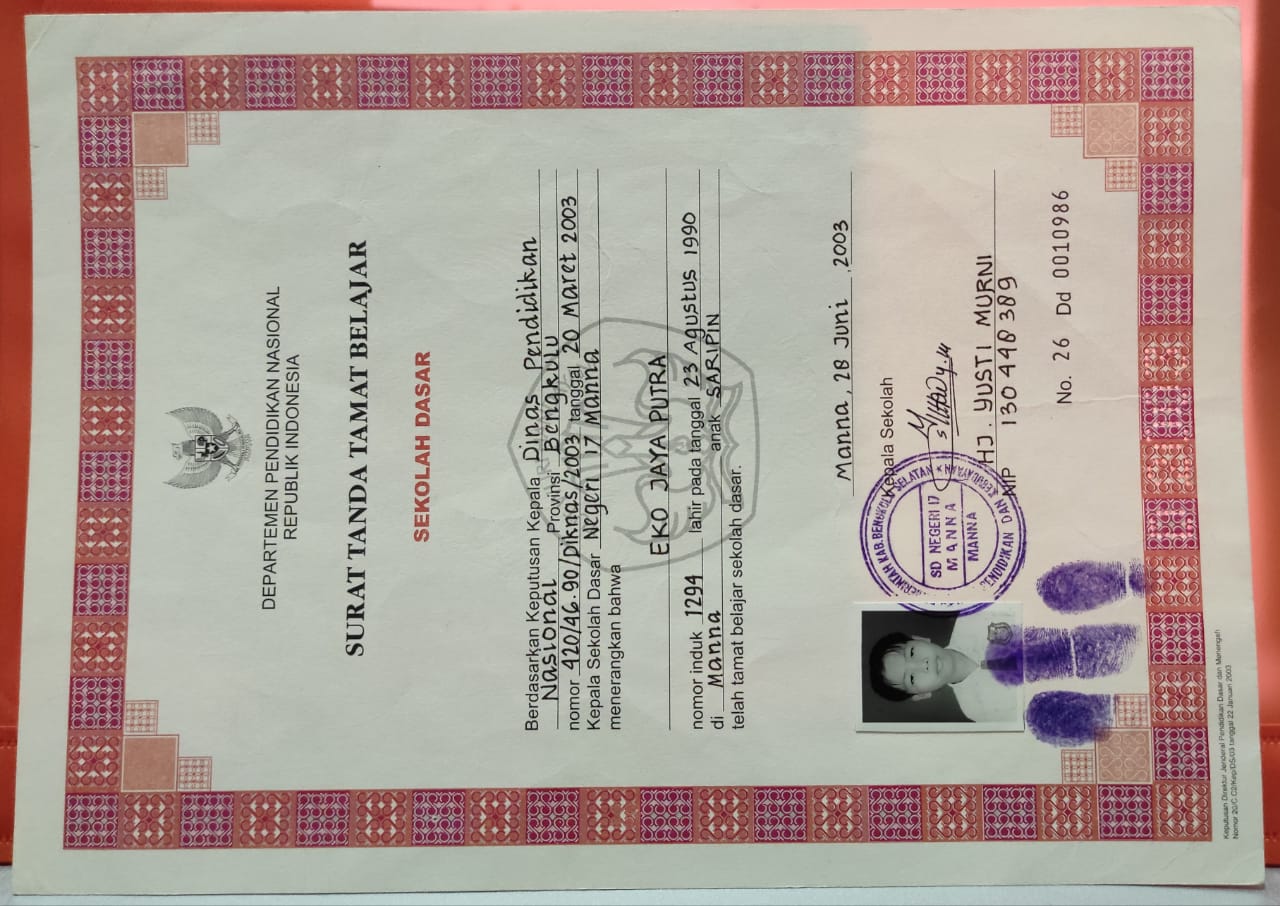 DEPARTEMEN PENDIDIKAN NASIONAL
REPUBLIK INDONESIA
SURAT TANDA TAMAT BELAJAR
SEKOLAH DASAR
Berdasarkan Keputusan Kepala Dinas Pendidikan
Nasional Provinsi Bengkulu
nomor 420/46.90/Diknas/2003 tanggal 20 Maret 2003
Kepala Sekolah Dasar Negeri 17 Manna
menerangkan bahwa
EKO JAYA PUTRA
nomor induk 1294 lahir pada tanggal 23 Agustus 1990
di Manna anak SARIPIN
telah tamat belajar sekolah dasar.
Manna, 28 Juni , 2003
Kepala Sekolah
KAB. BENGKULU SELATAN
SD NEGERI 17
MANNA
MANNA
PENDIDIKAN DAN KEBUDAYAAN
HJ. YUSTI MURNI
NIP 130 448 389
No. 26 Dd 0010986
Keputusan Direktur Jenderal Pendidikan Dasar dan Menengah
Nomor 20/C.C2/Kep/DS/03 tanggal 22 Januari 2003